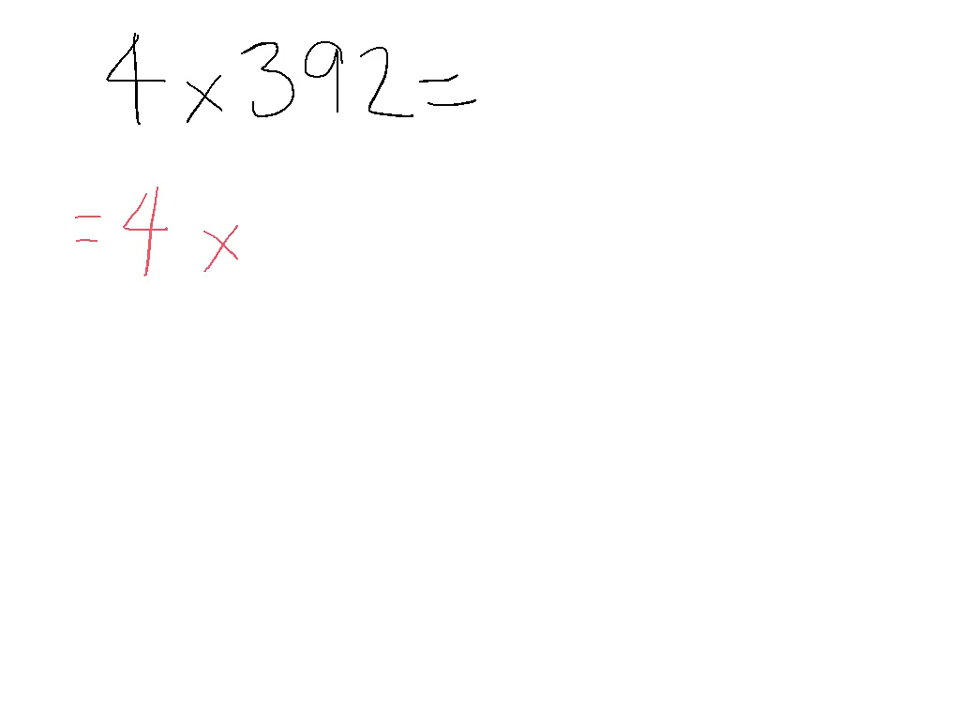 4 x 392 =
= 4 x